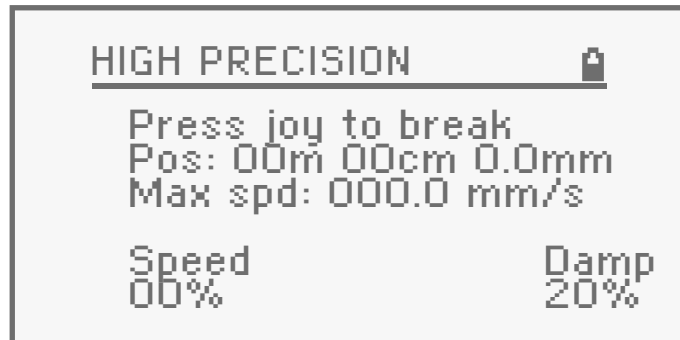 HIGH PRECISION
Press joy to break
Pos: 00m 00cm 0.0mm
Max spd: 000.0 mm/s
Speed Damp
00% 20%